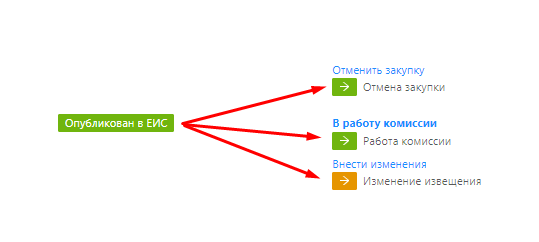 Отменить закупку
Отмена закупки
Опубликован в ЕИС
В работу комиссии
Работа комиссии
Внести изменения
Изменение извещения